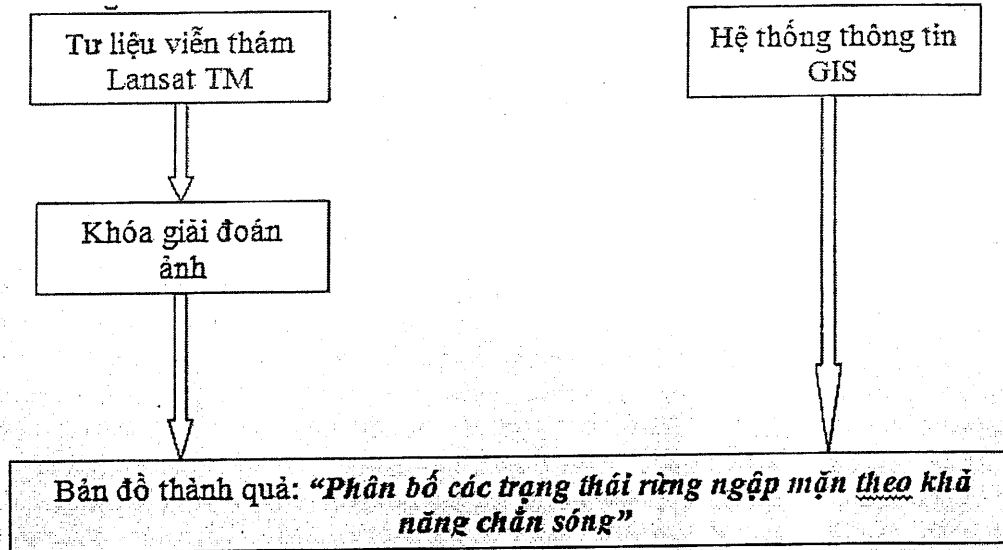 Tư liệu viễn thám
Lansat TM
Hệ thống thông tin
GIS
Khóa giải đoán
ảnh
Bản đồ thành quả: “Phân bố các trạng thái rừng ngập mặn theo khả
năng chắn sóng”